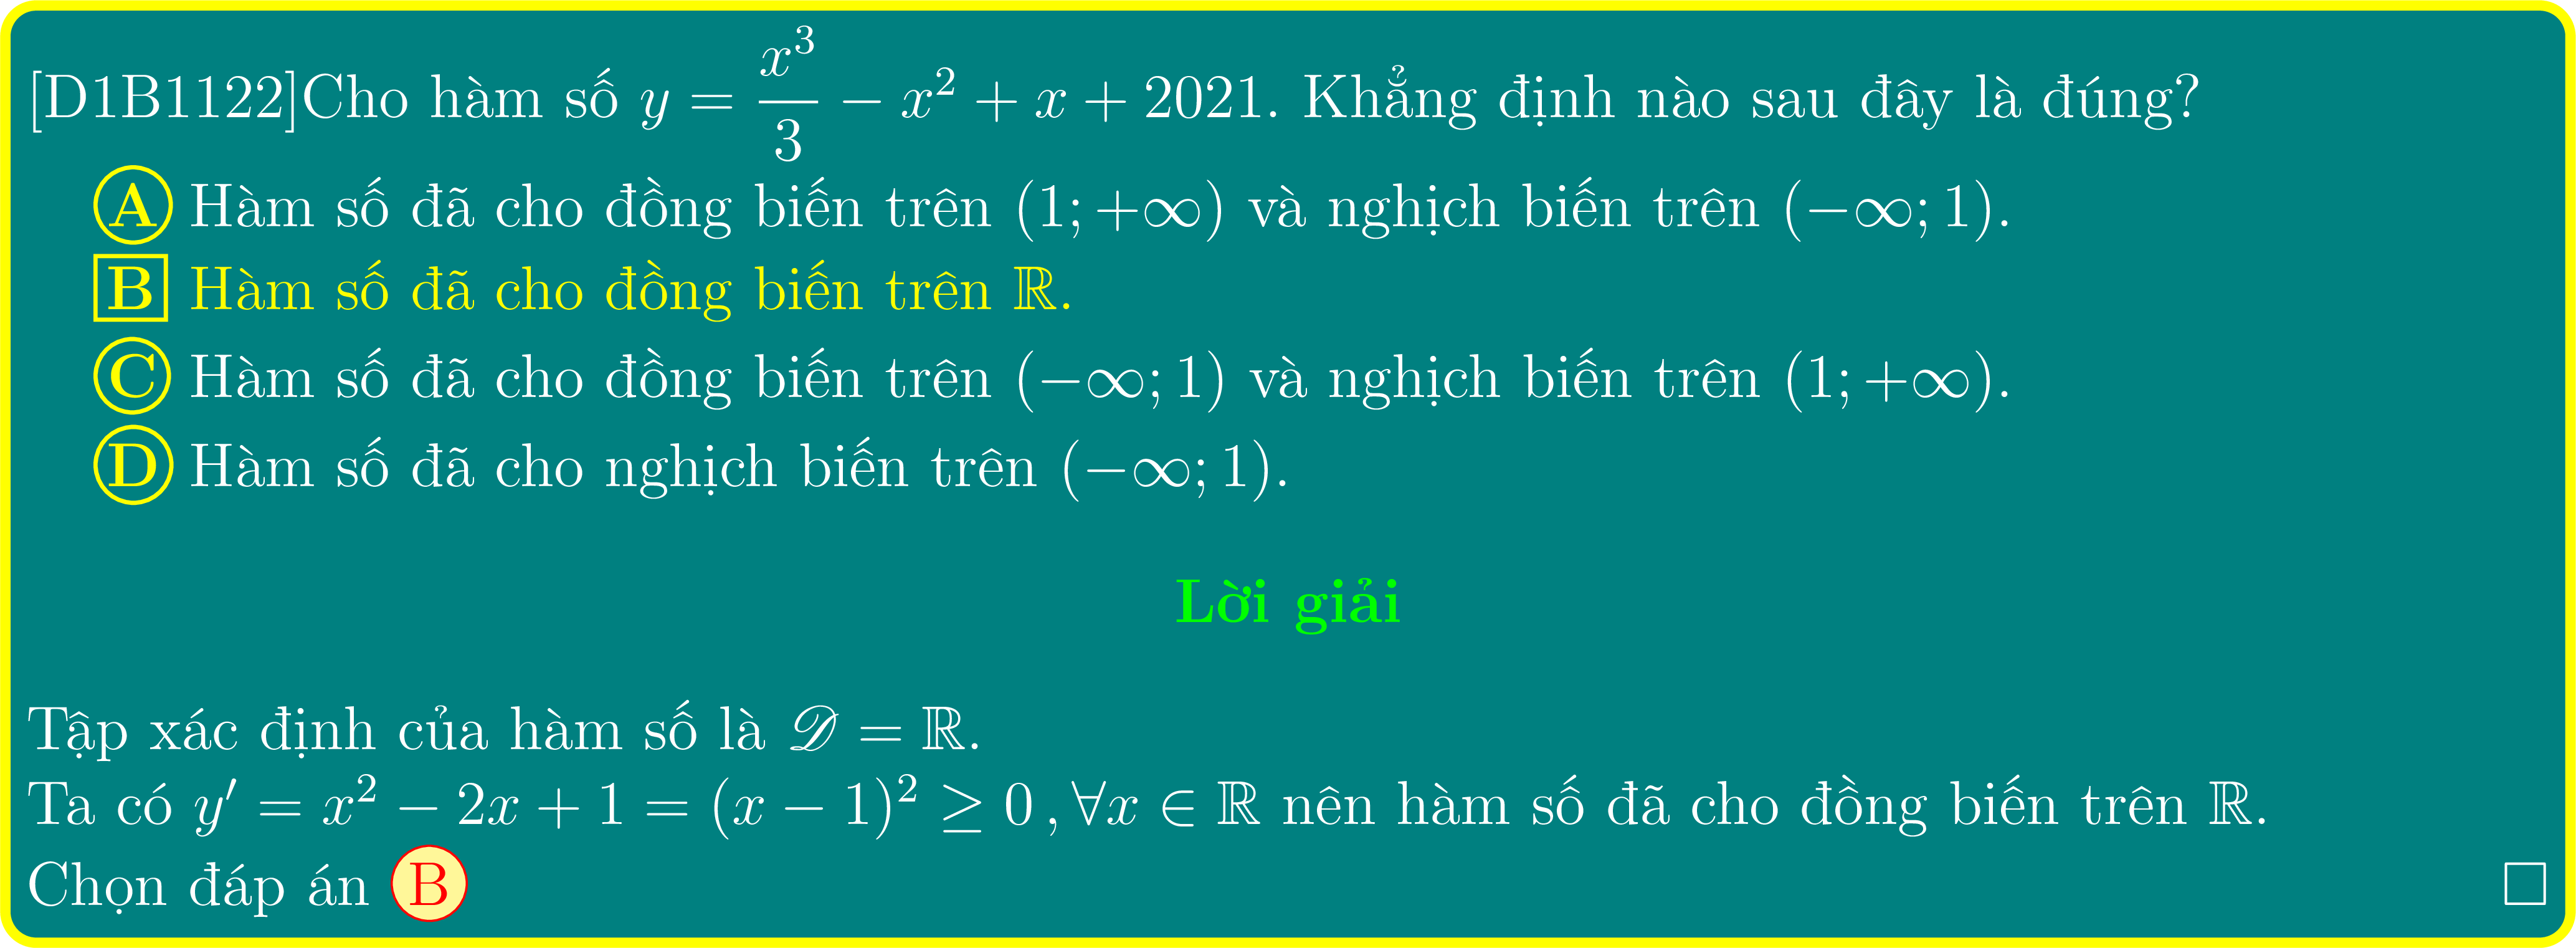 [D1B1122]Cho hàm số $y = \dfrac{x^3}{3} - x^2 + x + 2021$. Khẳng định nào sau đây là đúng?
A Hàm số đã cho đồng biến trên $(1; +\infty)$ và nghịch biến trên $(-\infty; 1)$.
B Hàm số đã cho đồng biến trên $\mathbb{R}$.
C Hàm số đã cho đồng biến trên $(-\infty; 1)$ và nghịch biến trên $(1; +\infty)$.
D Hàm số đã cho nghịch biến trên $(-\infty; 1)$.
Lời giải
Tập xác định của hàm số là $\mathscr{D} = \mathbb{R}$.
Ta có $y' = x^2 - 2x + 1 = (x - 1)^2 \geq 0, \forall x \in \mathbb{R}$ nên hàm số đã cho đồng biến trên $\mathbb{R}$.
Chọn đáp án B □